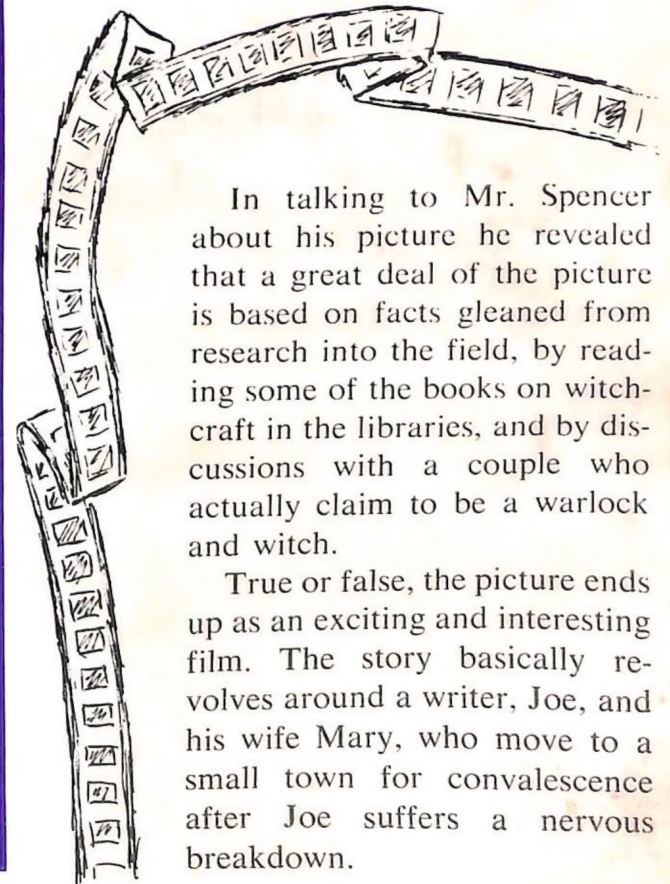 In talking to Mr. Spencer
about his picture he revealed
that a great deal of the picture
is based on facts gleaned from
research into the field, by read-
ing some of the books on witch-
craft in the libraries, and by dis-
cussions with a couple who
actually claim to be a warlock
and witch.
True or false, the picture ends
up as an exciting and interesting
film. The story basically re-
volves around a writer, Joe, and
his wife Mary, who move to a
small town for convalescence
after Joe suffers a nervous
breakdown.